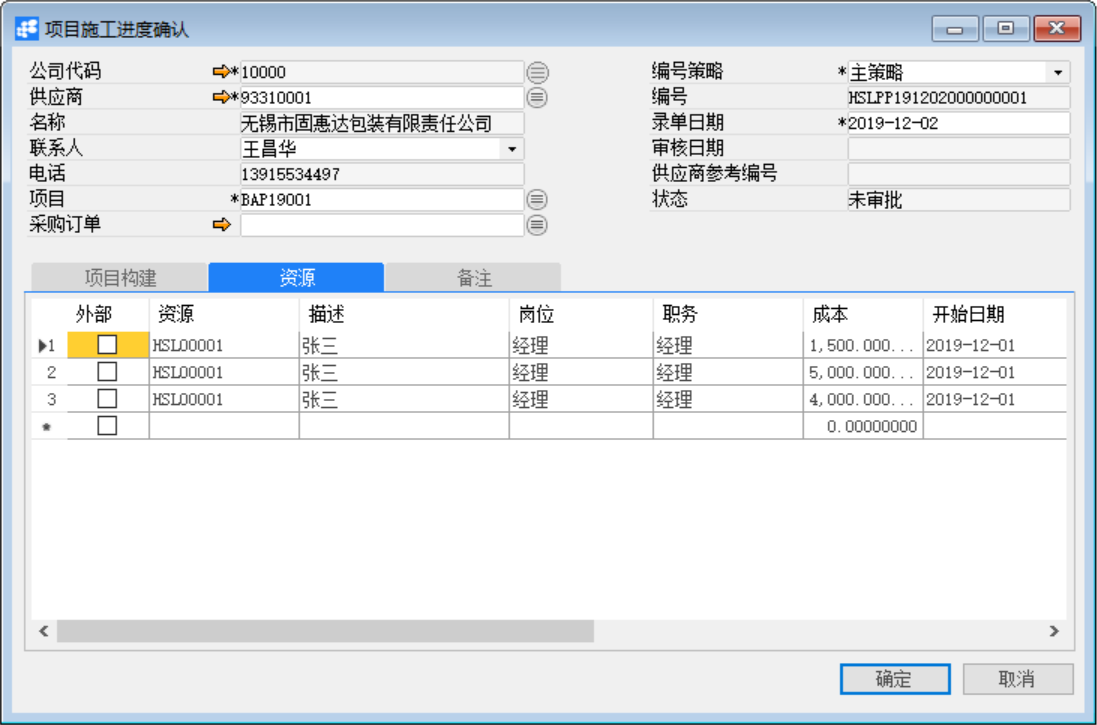 项目施工进度确认
公司代码 *10000 编号策略 *主策略
供应商 *93310001 编号 HSLPP191202000000001
名称 无锡市固惠达包装有限责任公司 录单日期 *2019-12-02
联系人 王昌华 审核日期
电话 13915534497 供应商参考编号
项目 *BAP19001 状态 未审批
采购订单
项目构建 资源 备注
外部 资源 描述 岗位 职务 成本 开始日期
1 HSL00001 张三 经理 经理 1,500.000... 2019-12-01
2 HSL00001 张三 经理 经理 5,000.000... 2019-12-01
3 HSL00001 张三 经理 经理 4,000.000... 2019-12-01
* 0.00000000
确定 取消